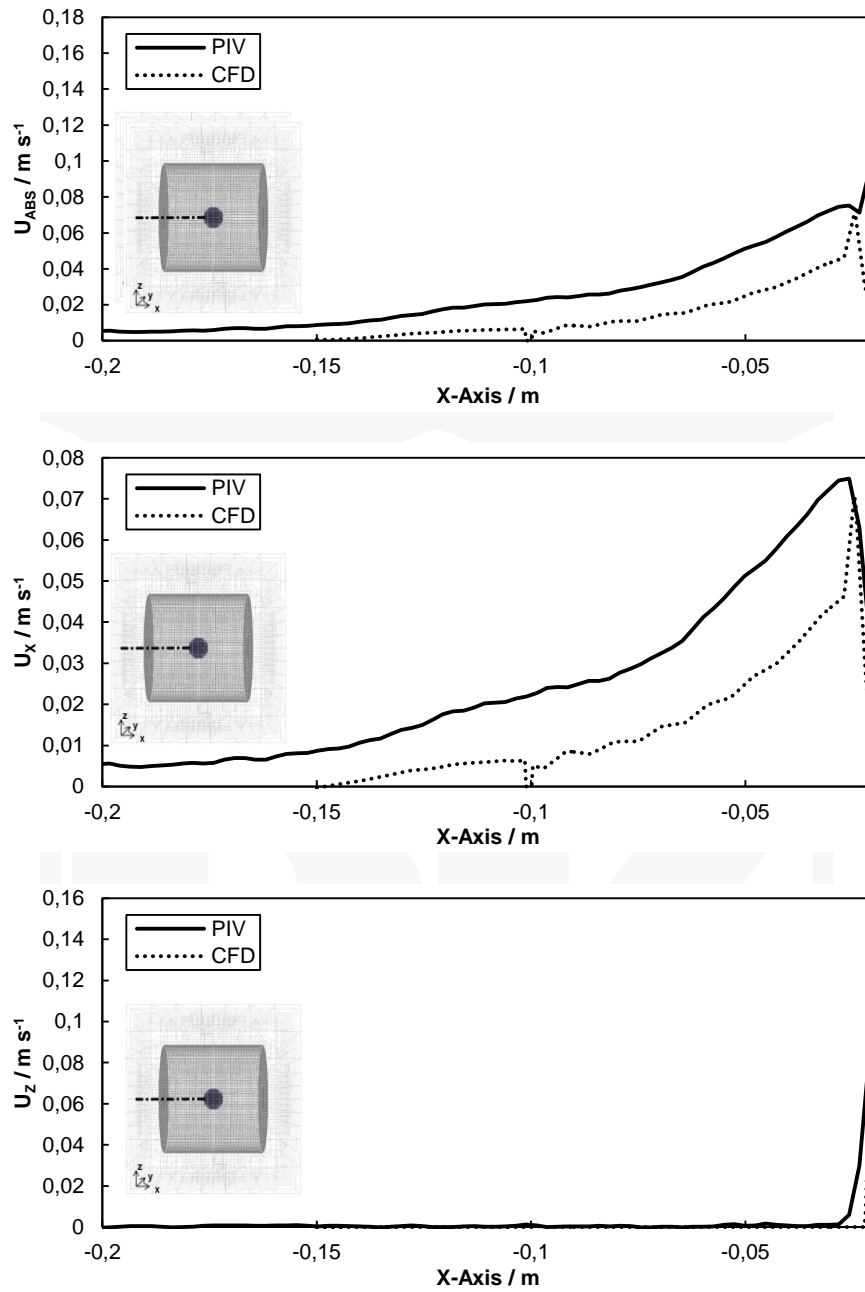 0,18
0,16
0,14
0,12
0,1
0,08
0,06
0,04
0,02
0
U_ABS / m s⁻¹
PIV
CFD
z
y
x
-0,2
-0,15
-0,1
-0,05
X-Axis / m
0,08
0,07
0,06
0,05
0,04
0,03
0,02
0,01
0
U_X / m s⁻¹
PIV
CFD
z
y
x
-0,2
-0,15
-0,1
-0,05
X-Axis / m
0,16
0,14
0,12
0,1
0,08
0,06
0,04
0,02
0
U_Z / m s⁻¹
PIV
CFD
z
y
x
-0,2
-0,15
-0,1
-0,05
X-Axis / m